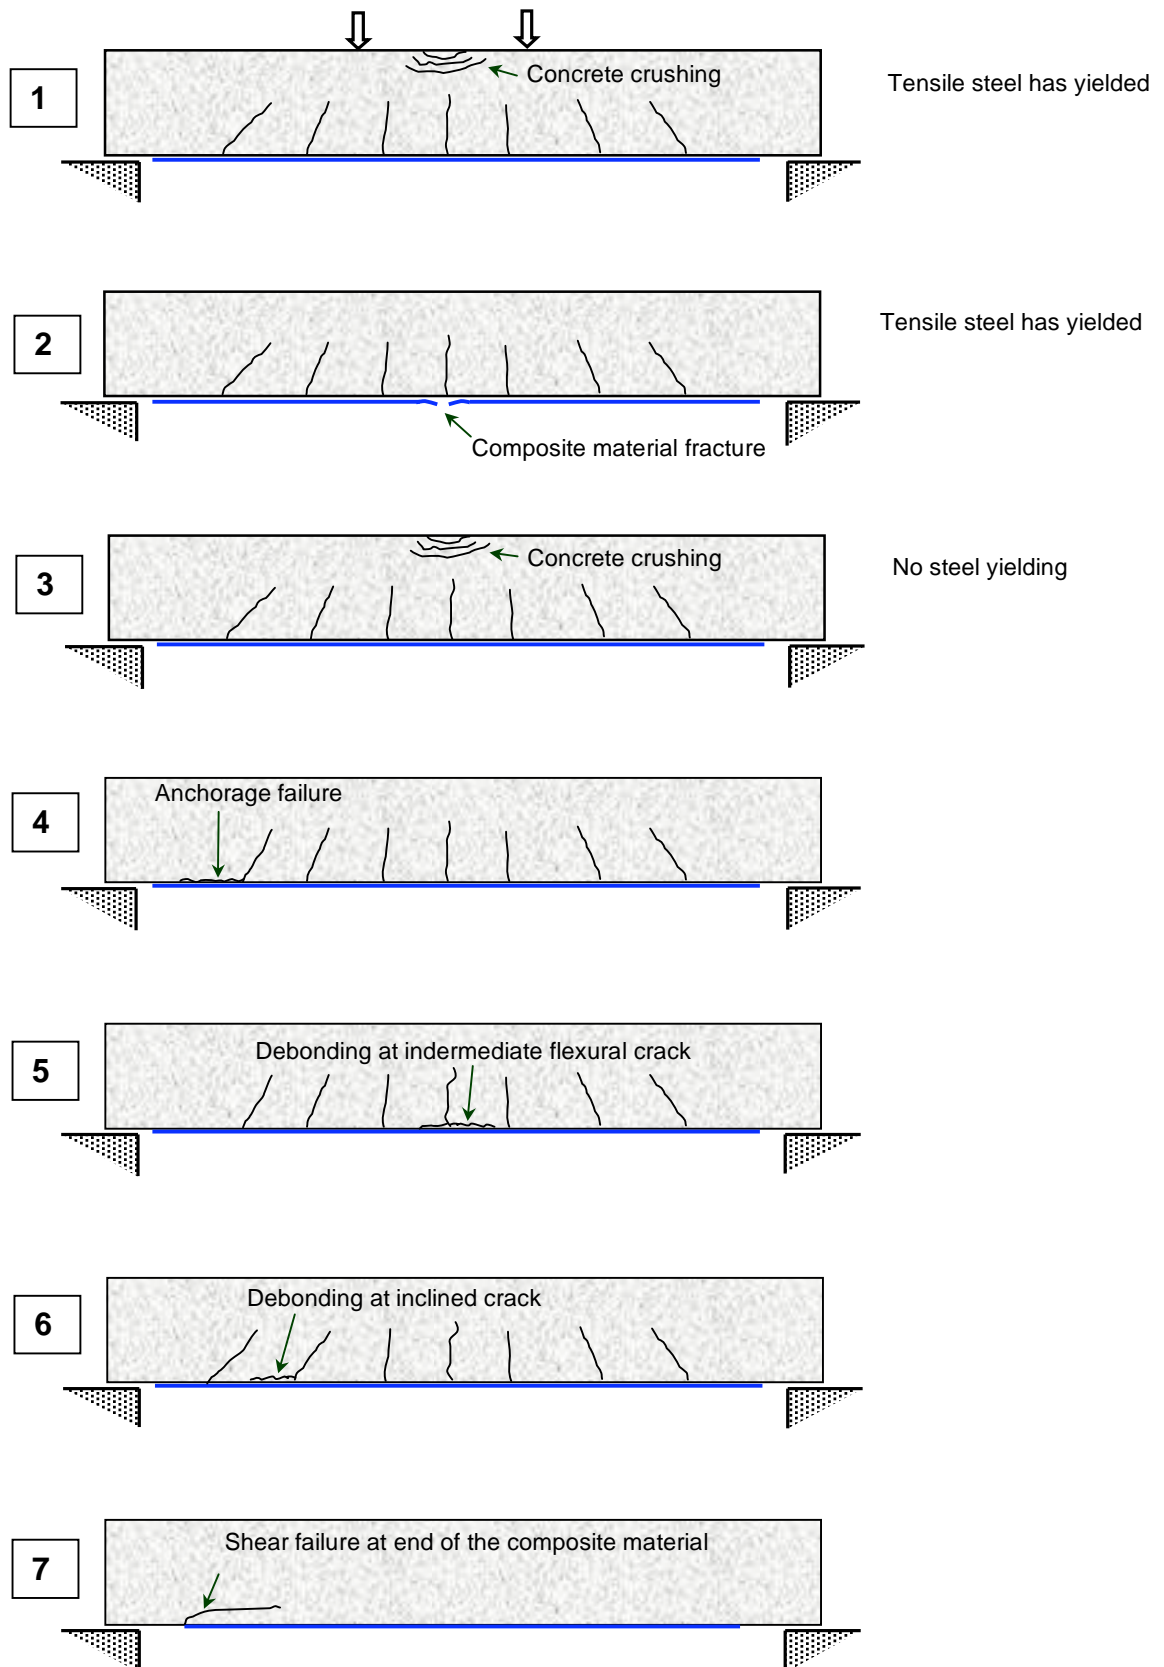 1
Concrete crushing
Tensile steel has yielded
2
Tensile steel has yielded
Composite material fracture
3
Concrete crushing
No steel yielding
4
Anchorage failure
5
Debonding at indermediate flexural crack
6
Debonding at inclined crack
7
Shear failure at end of the composite material